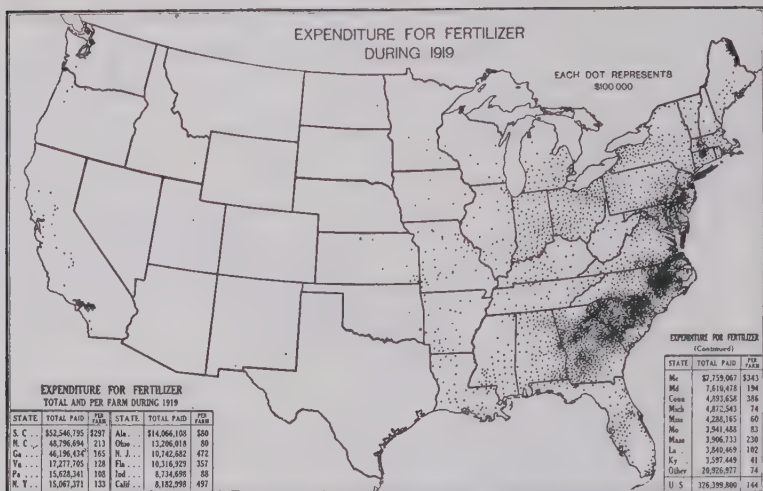 EXPENDITURE FOR FERTILIZER
DURING 1919
EACH DOT REPRESENTS
$100 000
EXPENDITURE FOR FERTILIZER
TOTAL AND PER FARM DURING 1919
STATE TOTAL PAID PER FARM STATE TOTAL PAID PER FARM
S. C. .. $52,546,795 $297 Ala... $14,066,108 $80
N. C. .. 48,796,694 213 Ohio... 13,206,018 80
Ga.... 46,196,434 165 N. J. .. 10,742,682 472
Va.... 17,277,705 128 Fla... 10,316,929 357
Pa.... 15,628,341 108 Ind... 8,734,698 88
N. Y. .. 15,067,371 133 Calif.. 8,182,998 497
EXPENDITURE FOR FERTILIZER
(Continued)
STATE TOTAL PAID PER FARM
Me $7,759,067 $343
Md 7,610,478 194
Conn 4,893,658 386
Mich 4,872,543 74
Miss 4,288,165 60
Mo 3,941,488 83
Mass 3,906,733 230
La. 3,840,469 102
Ky. 3,597,449 41
Other 20,926,977 74
U S 326,399,800 144